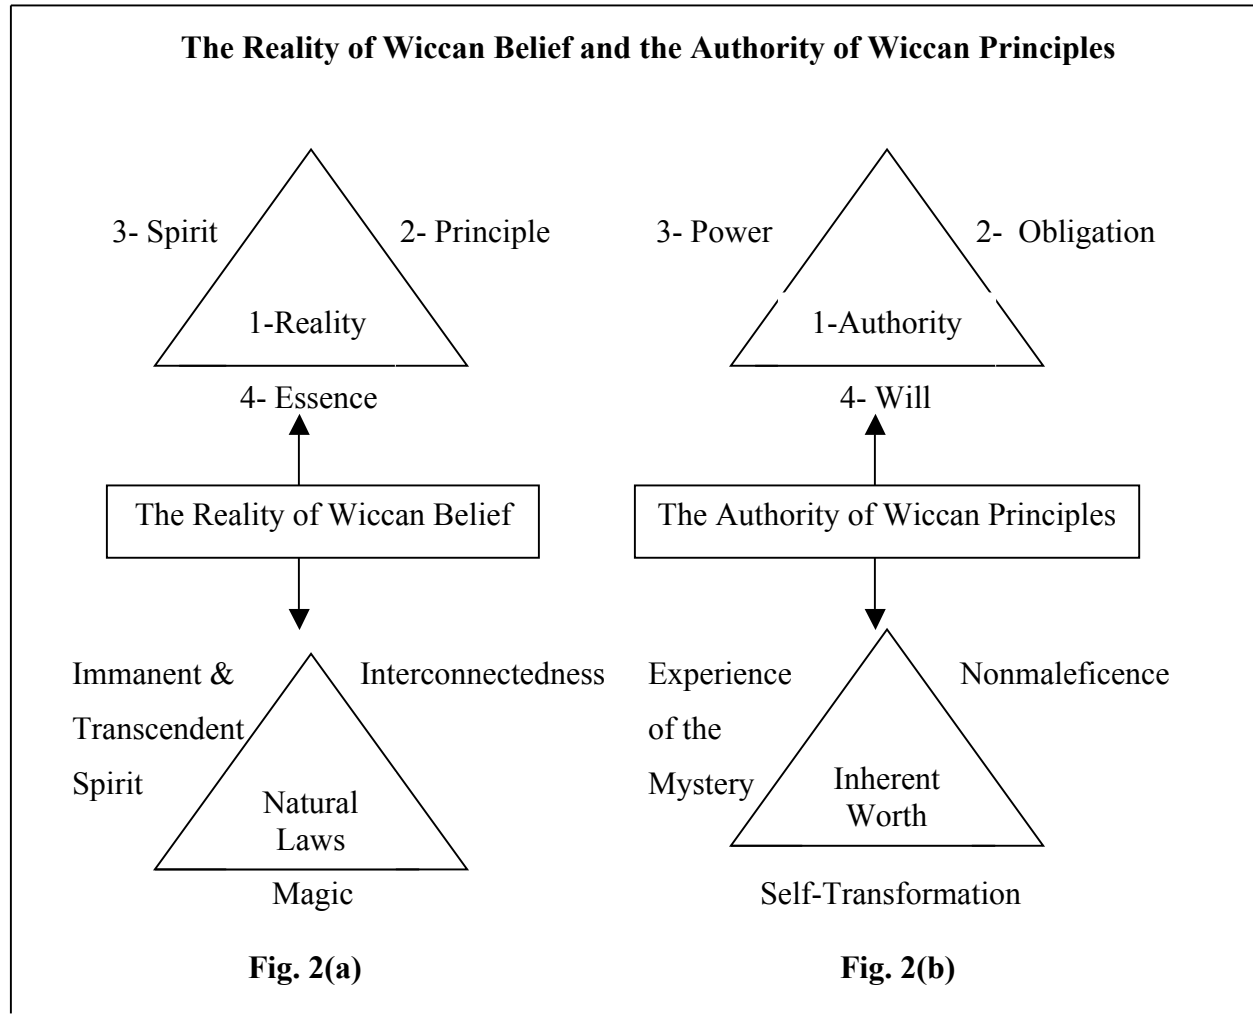 The Reality of Wiccan Belief and the Authority of Wiccan Principles
3- Spirit
2- Principle
1-Reality
4- Essence
3- Power
2- Obligation
1-Authority
4- Will
The Reality of Wiccan Belief
The Authority of Wiccan Principles
Immanent &
Transcendent
Spirit
Interconnectedness
Natural
Laws
Magic
Fig. 2(a)
Experience
of the
Mystery
Nonmaleficence
Inherent
Worth
Self-Transformation
Fig. 2(b)